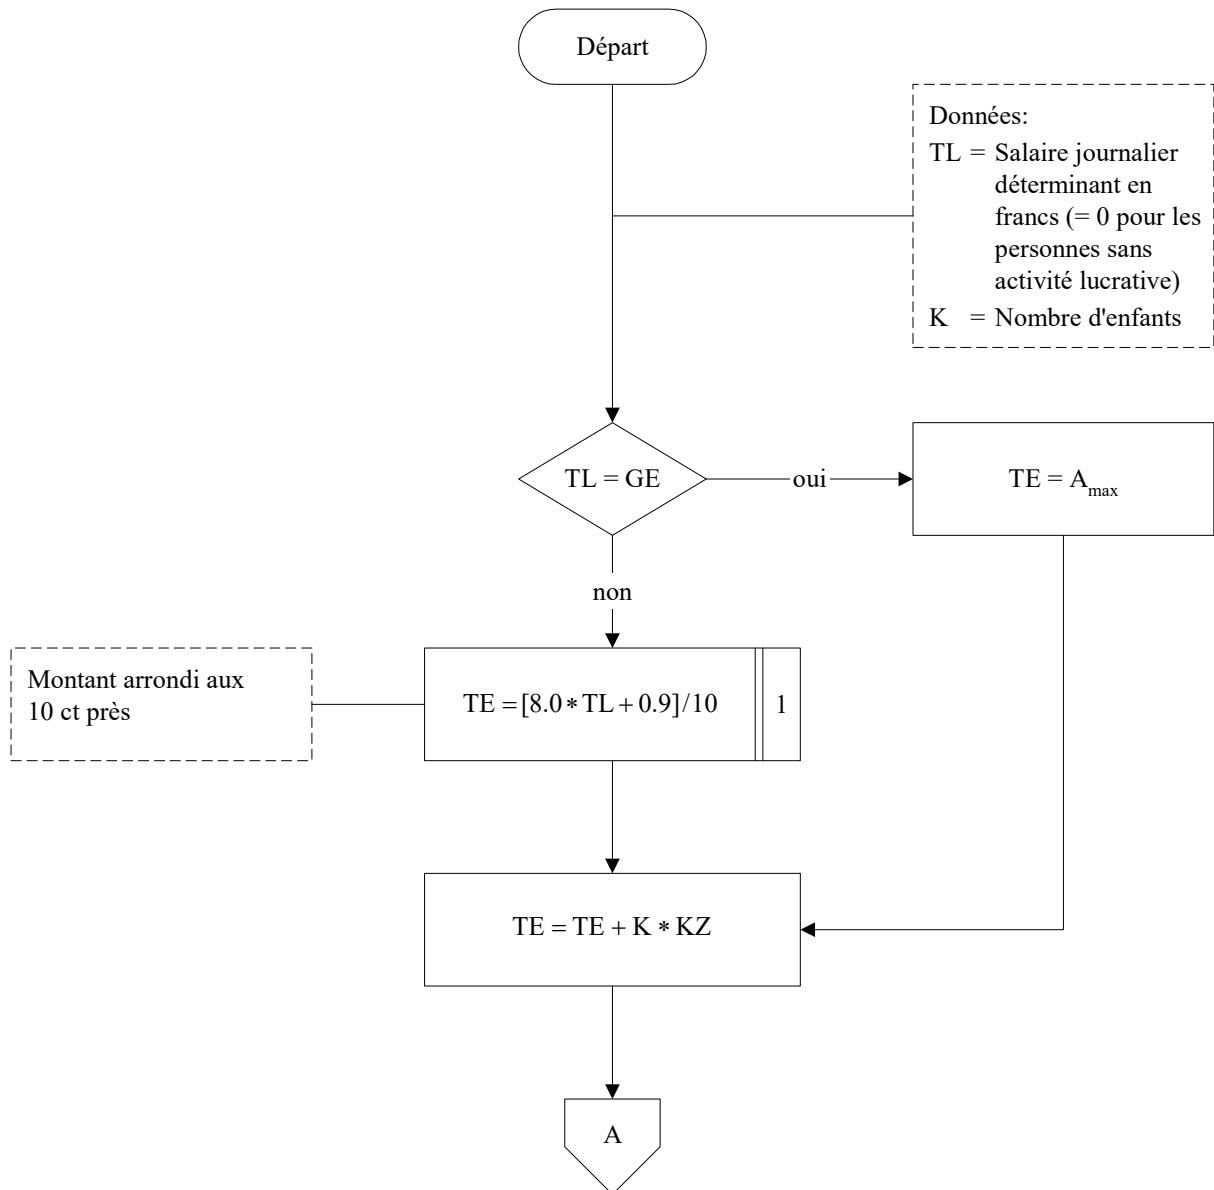 Départ
Données:
TL = Salaire journalier
déterminant en
francs (= 0 pour les
personnes sans
activité lucrative)
K = Nombre d'enfants
TL = GE
oui
TE = Amax
non
Montant arrondi aux
10 ct près
TE = [8.0 * TL + 0.9] / 10
1
TE = TE + K * KZ
A